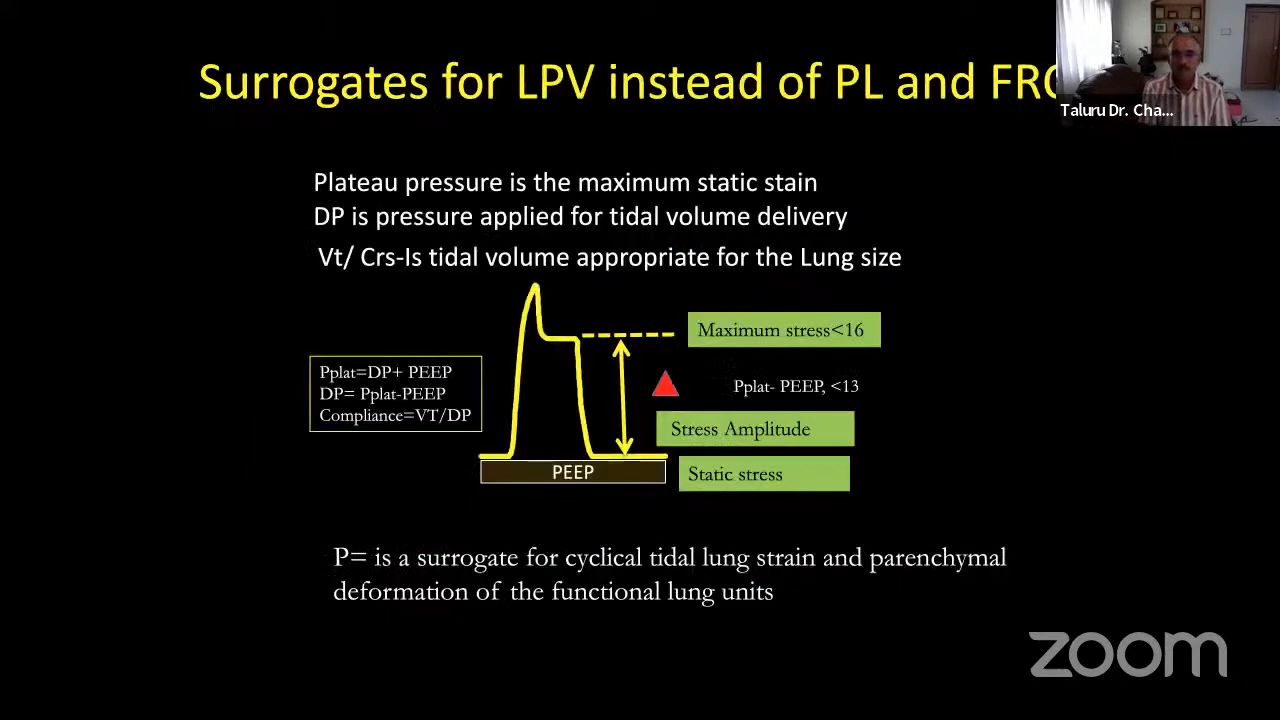 Surrogates for LPV instead of PL and FRC
Taluru Dr. Cha...
Plateau pressure is the maximum static stain
DP is pressure applied for tidal volume delivery
Vt/ Crs-Is tidal volume appropriate for the Lung size
Maximum stress<16
Pplat=DP+ PEEP
DP= Pplat-PEEP
Compliance=VT/DP
Pplat- PEEP, <13
Stress Amplitude
PEEP
Static stress
P= is a surrogate for cyclical tidal lung strain and parenchymal
deformation of the functional lung units
zoom